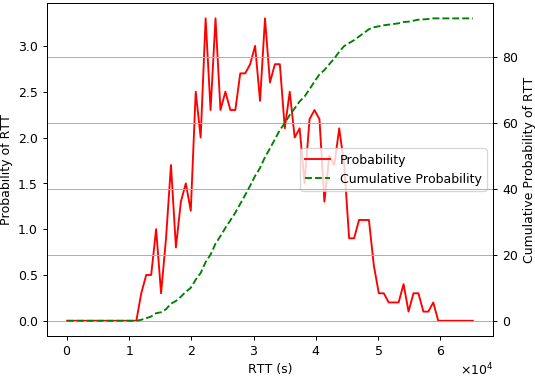 3.0
2.5
2.0
1.5
1.0
0.5
0.0
Probability of RTT
80
60
40
20
0
Cumulative Probability of RTT
Probability
Cumulative Probability
0 1 2 3 4 5 6
RTT (s)
×10⁴